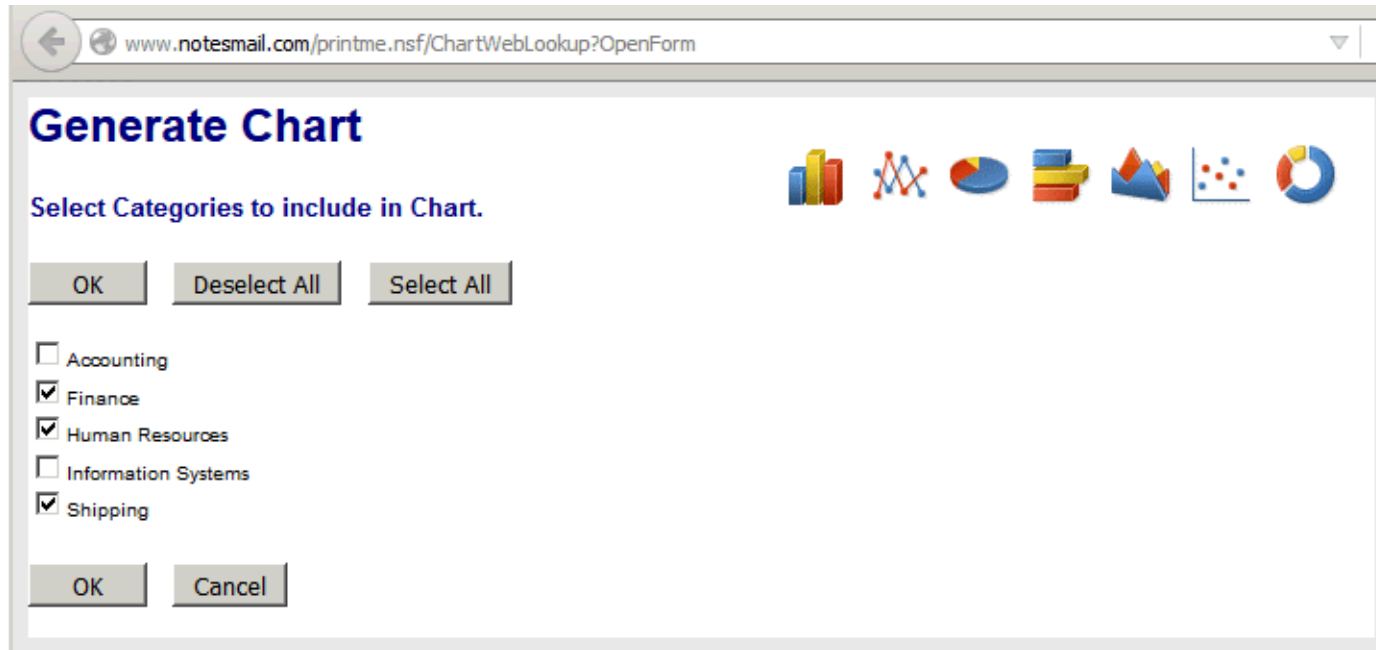 www.notesmail.com/printme.nsf/ChartWebLookup?OpenForm
Generate Chart
Select Categories to include in Chart.
OK Deselect All Select All
Accounting
Finance
Human Resources
Information Systems
Shipping
OK Cancel